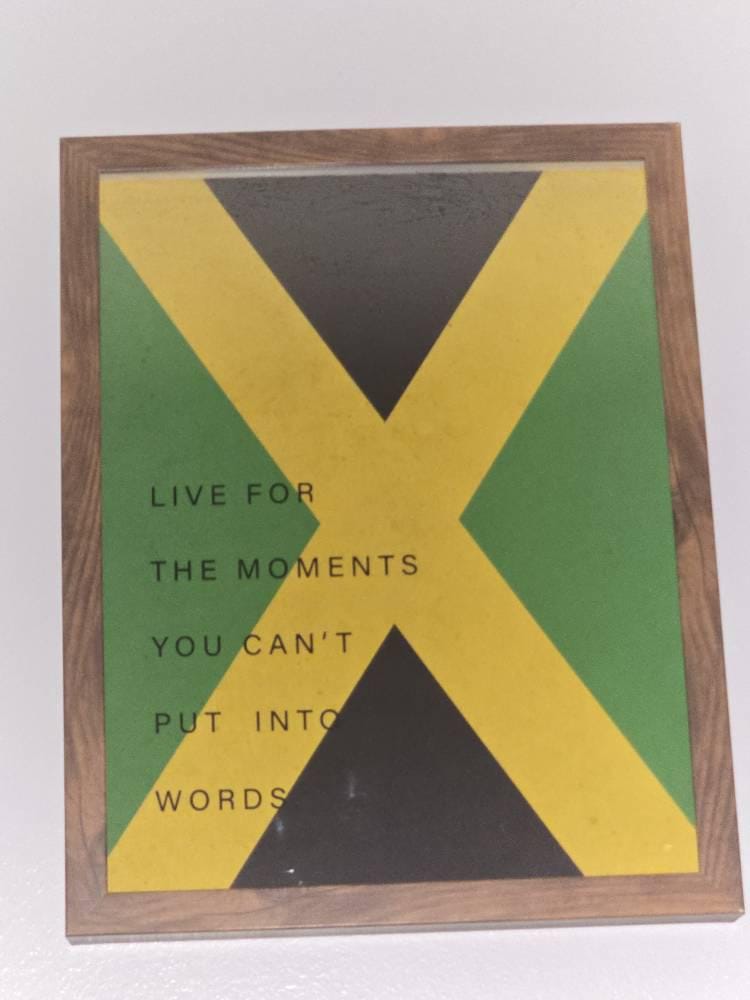 LIVE FOR
THE MOMENTS
YOU CAN'T
PUT INTO
WORDS